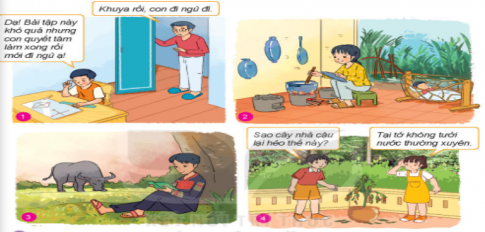 Khuya rồi, con đi ngủ đi.
Dạ! Bài tập này
khó quá nhưng
con quyết tâm
làm xong rồi
mới đi ngủ ạ!
1
2
3
Sao cây nhà cậu
lại héo thế này?
Tại tớ không tưới
nước thường xuyên.
4